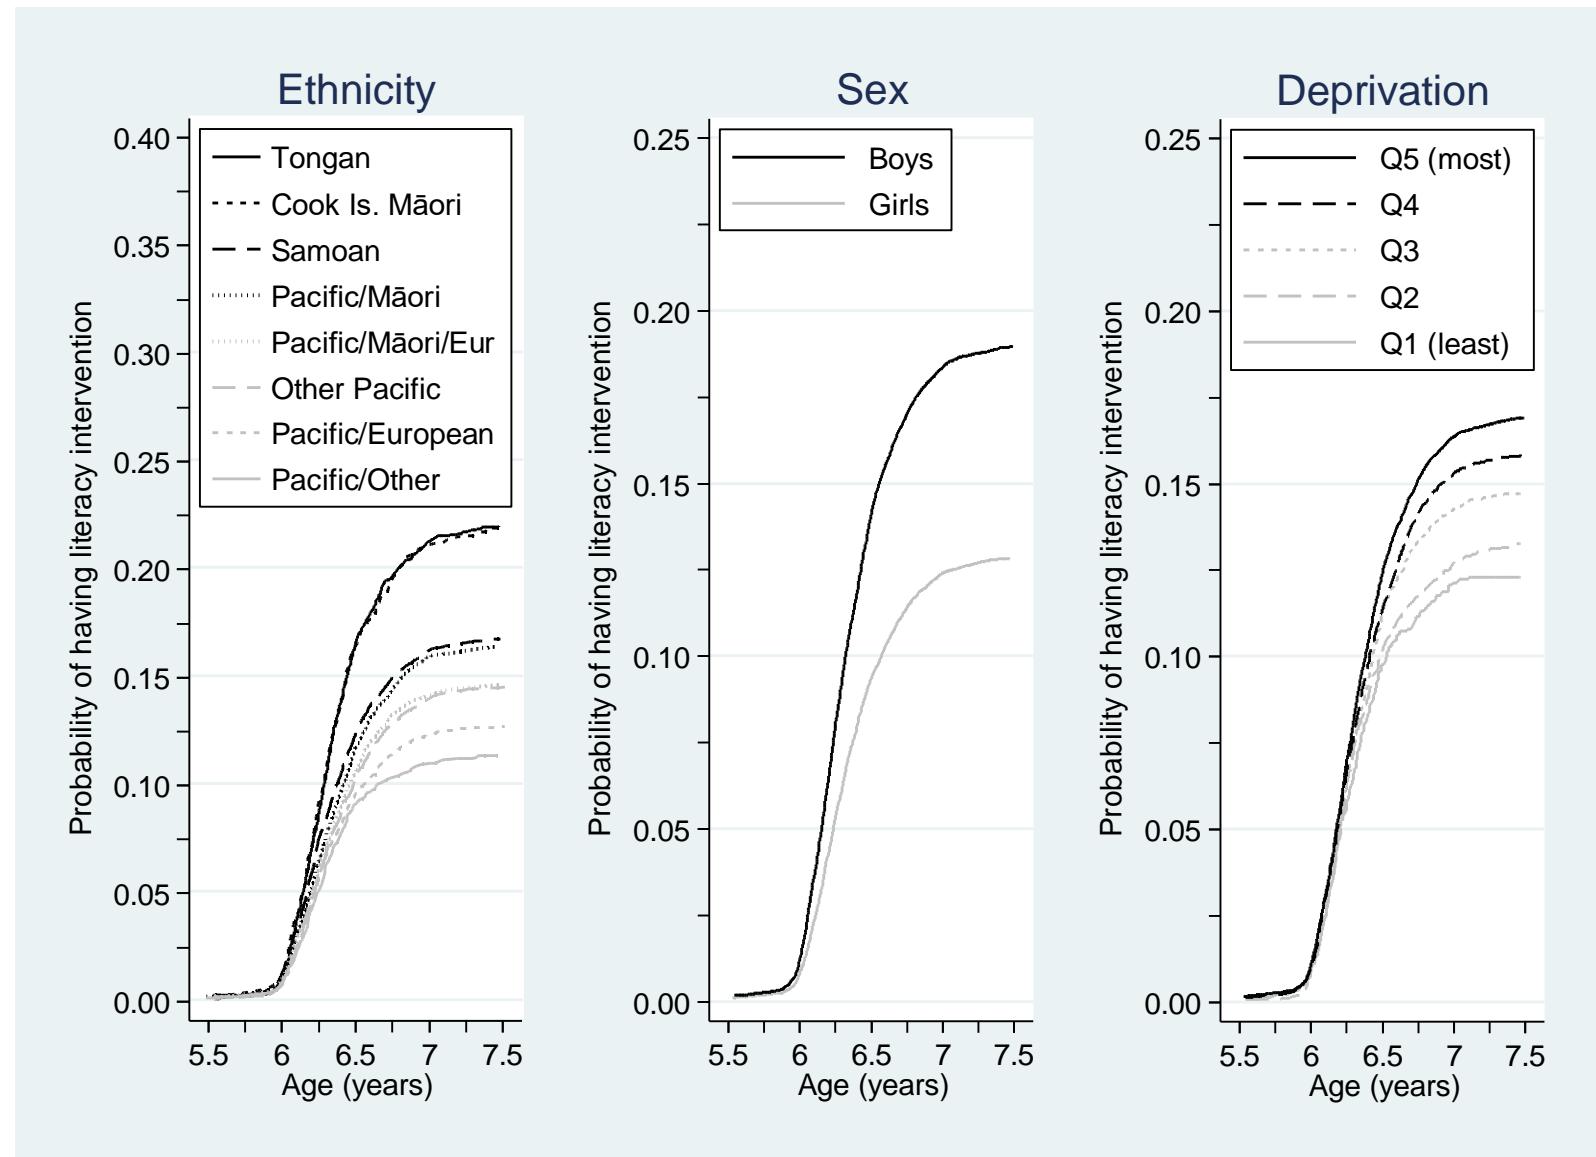 Ethnicity
Probability of having literacy intervention
0.40
0.35
0.30
0.25
0.20
0.15
0.10
0.05
0.00
Tongan
Cook Is. Māori
Samoan
Pacific/Māori
Pacific/Māori/Eur
Other Pacific
Pacific/European
Pacific/Other
5.5 6 6.5 7 7.5
Age (years)
Sex
Probability of having literacy intervention
0.25
0.20
0.15
0.10
0.05
0.00
Boys
Girls
5.5 6 6.5 7 7.5
Age (years)
Deprivation
Probability of having literacy intervention
0.25
0.20
0.15
0.10
0.05
0.00
Q5 (most)
Q4
Q3
Q2
Q1 (least)
5.5 6 6.5 7 7.5
Age (years)